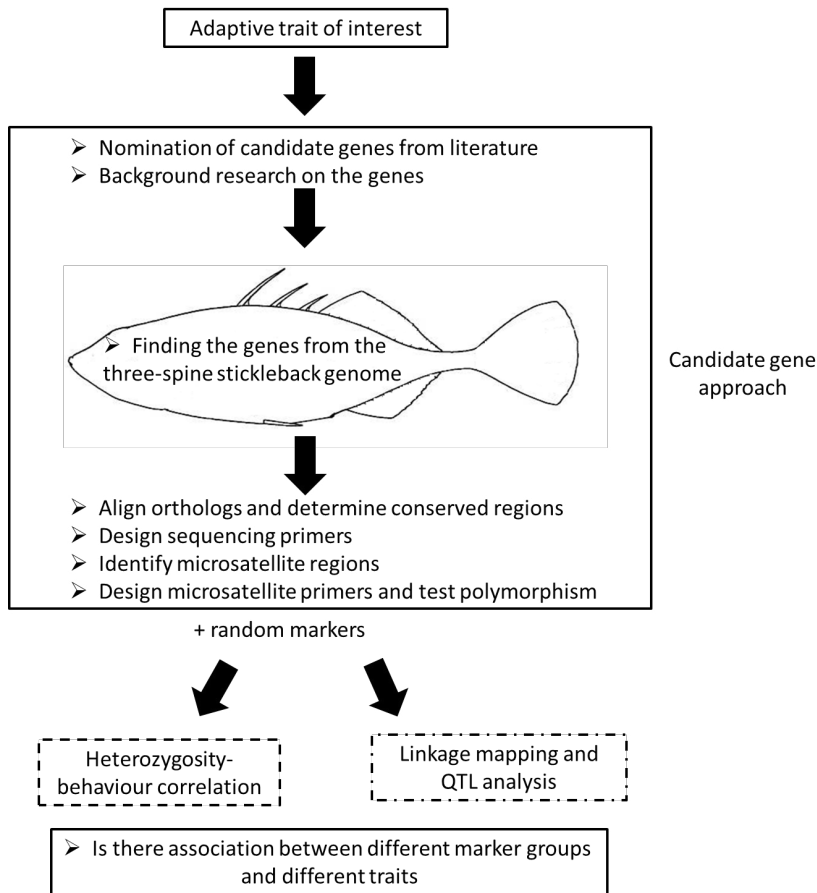 Adaptive trait of interest
➢ Nomination of candidate genes from literature
➢ Background research on the genes
➢ Finding the genes from the
three-spine stickleback genome
Candidate gene
approach
➢ Align orthologs and determine conserved regions
➢ Design sequencing primers
➢ Identify microsatellite regions
➢ Design microsatellite primers and test polymorphism
+ random markers
Heterozygosity-
behaviour correlation
Linkage mapping and
QTL analysis
➢ Is there association between different marker groups
and different traits